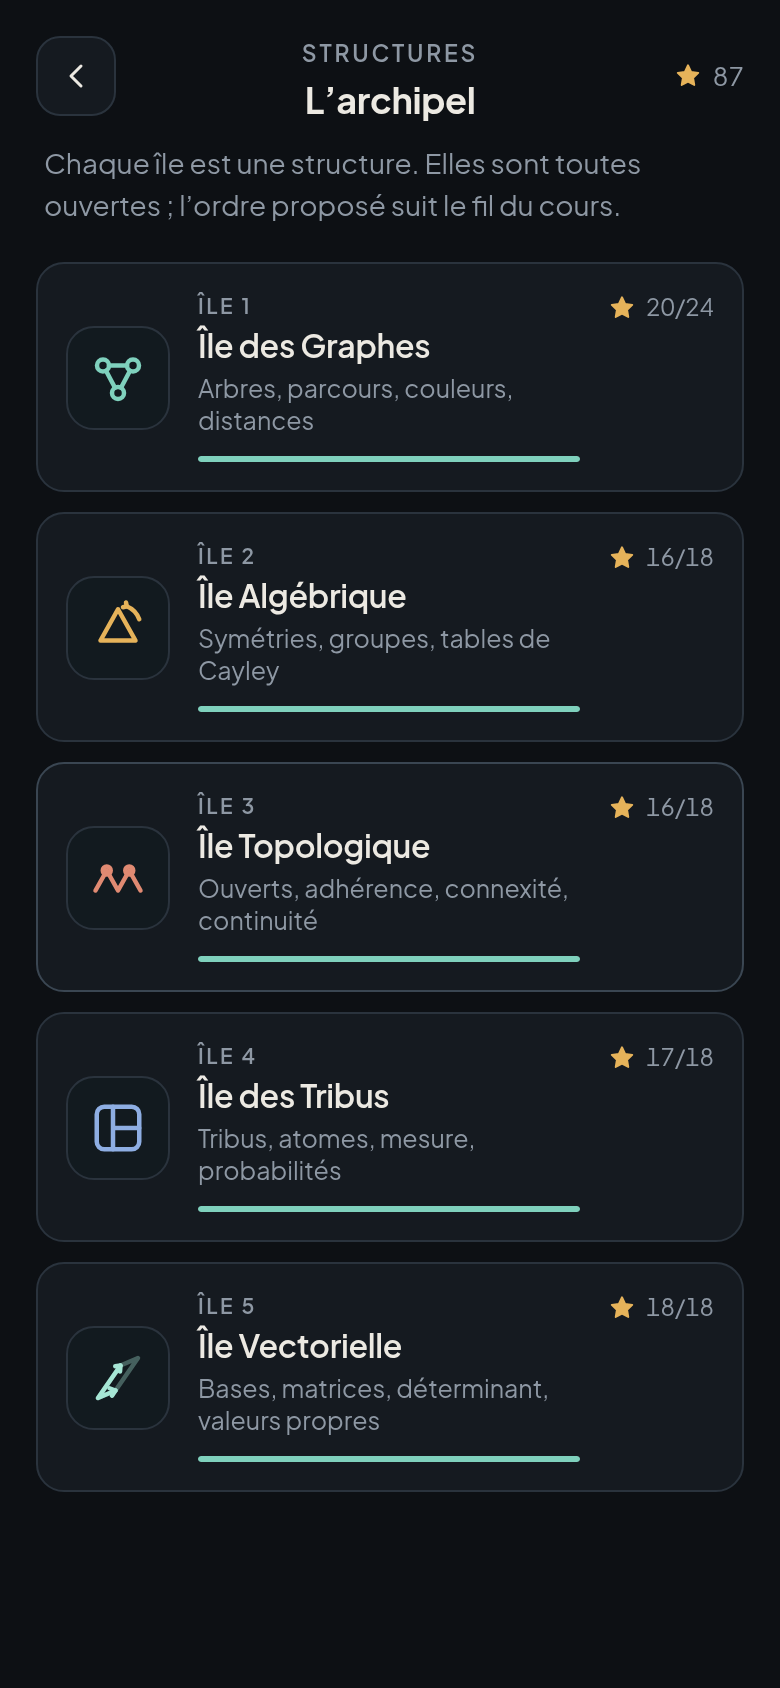 STRUCTURES
L’archipel
87
Chaque île est une structure. Elles sont toutes
ouvertes ; l’ordre proposé suit le fil du cours.
ÎLE 1
20/24
Île des Graphes
Arbres, parcours, couleurs,
distances
ÎLE 2
16/18
Île Algébrique
Symétries, groupes, tables de
Cayley
ÎLE 3
16/18
Île Topologique
Ouverts, adhérence, connexité,
continuité
ÎLE 4
17/18
Île des Tribus
Tribus, atomes, mesure,
probabilités
ÎLE 5
18/18
Île Vectorielle
Bases, matrices, déterminant,
valeurs propres